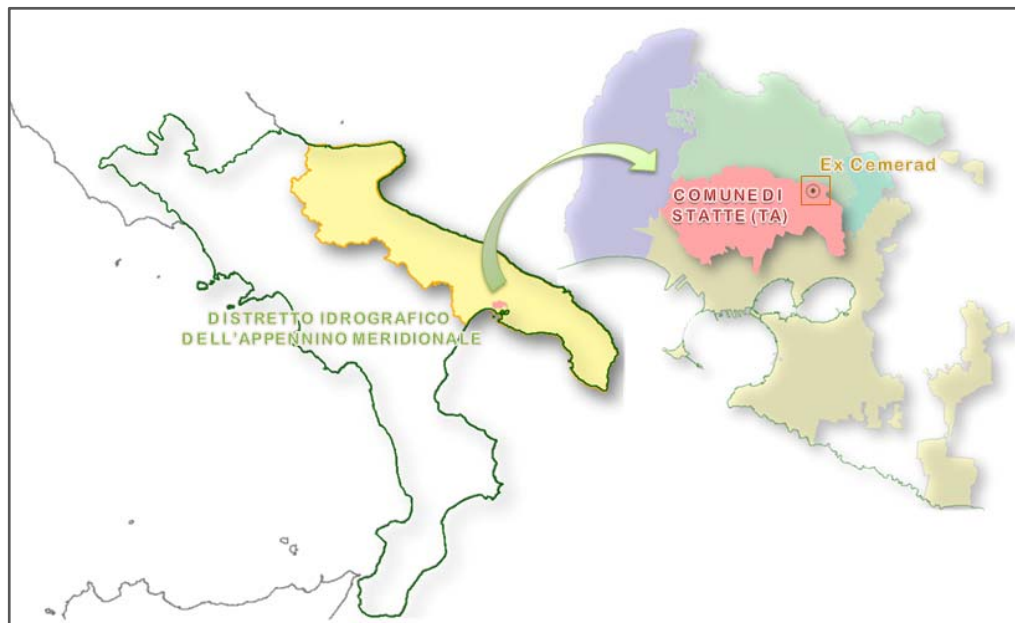 Ex Cemerad
COMUNE DI
STATTE (TA)
DISTRETTO IDROGRAFICO
DELL'APPENNINO MERIDIONALE